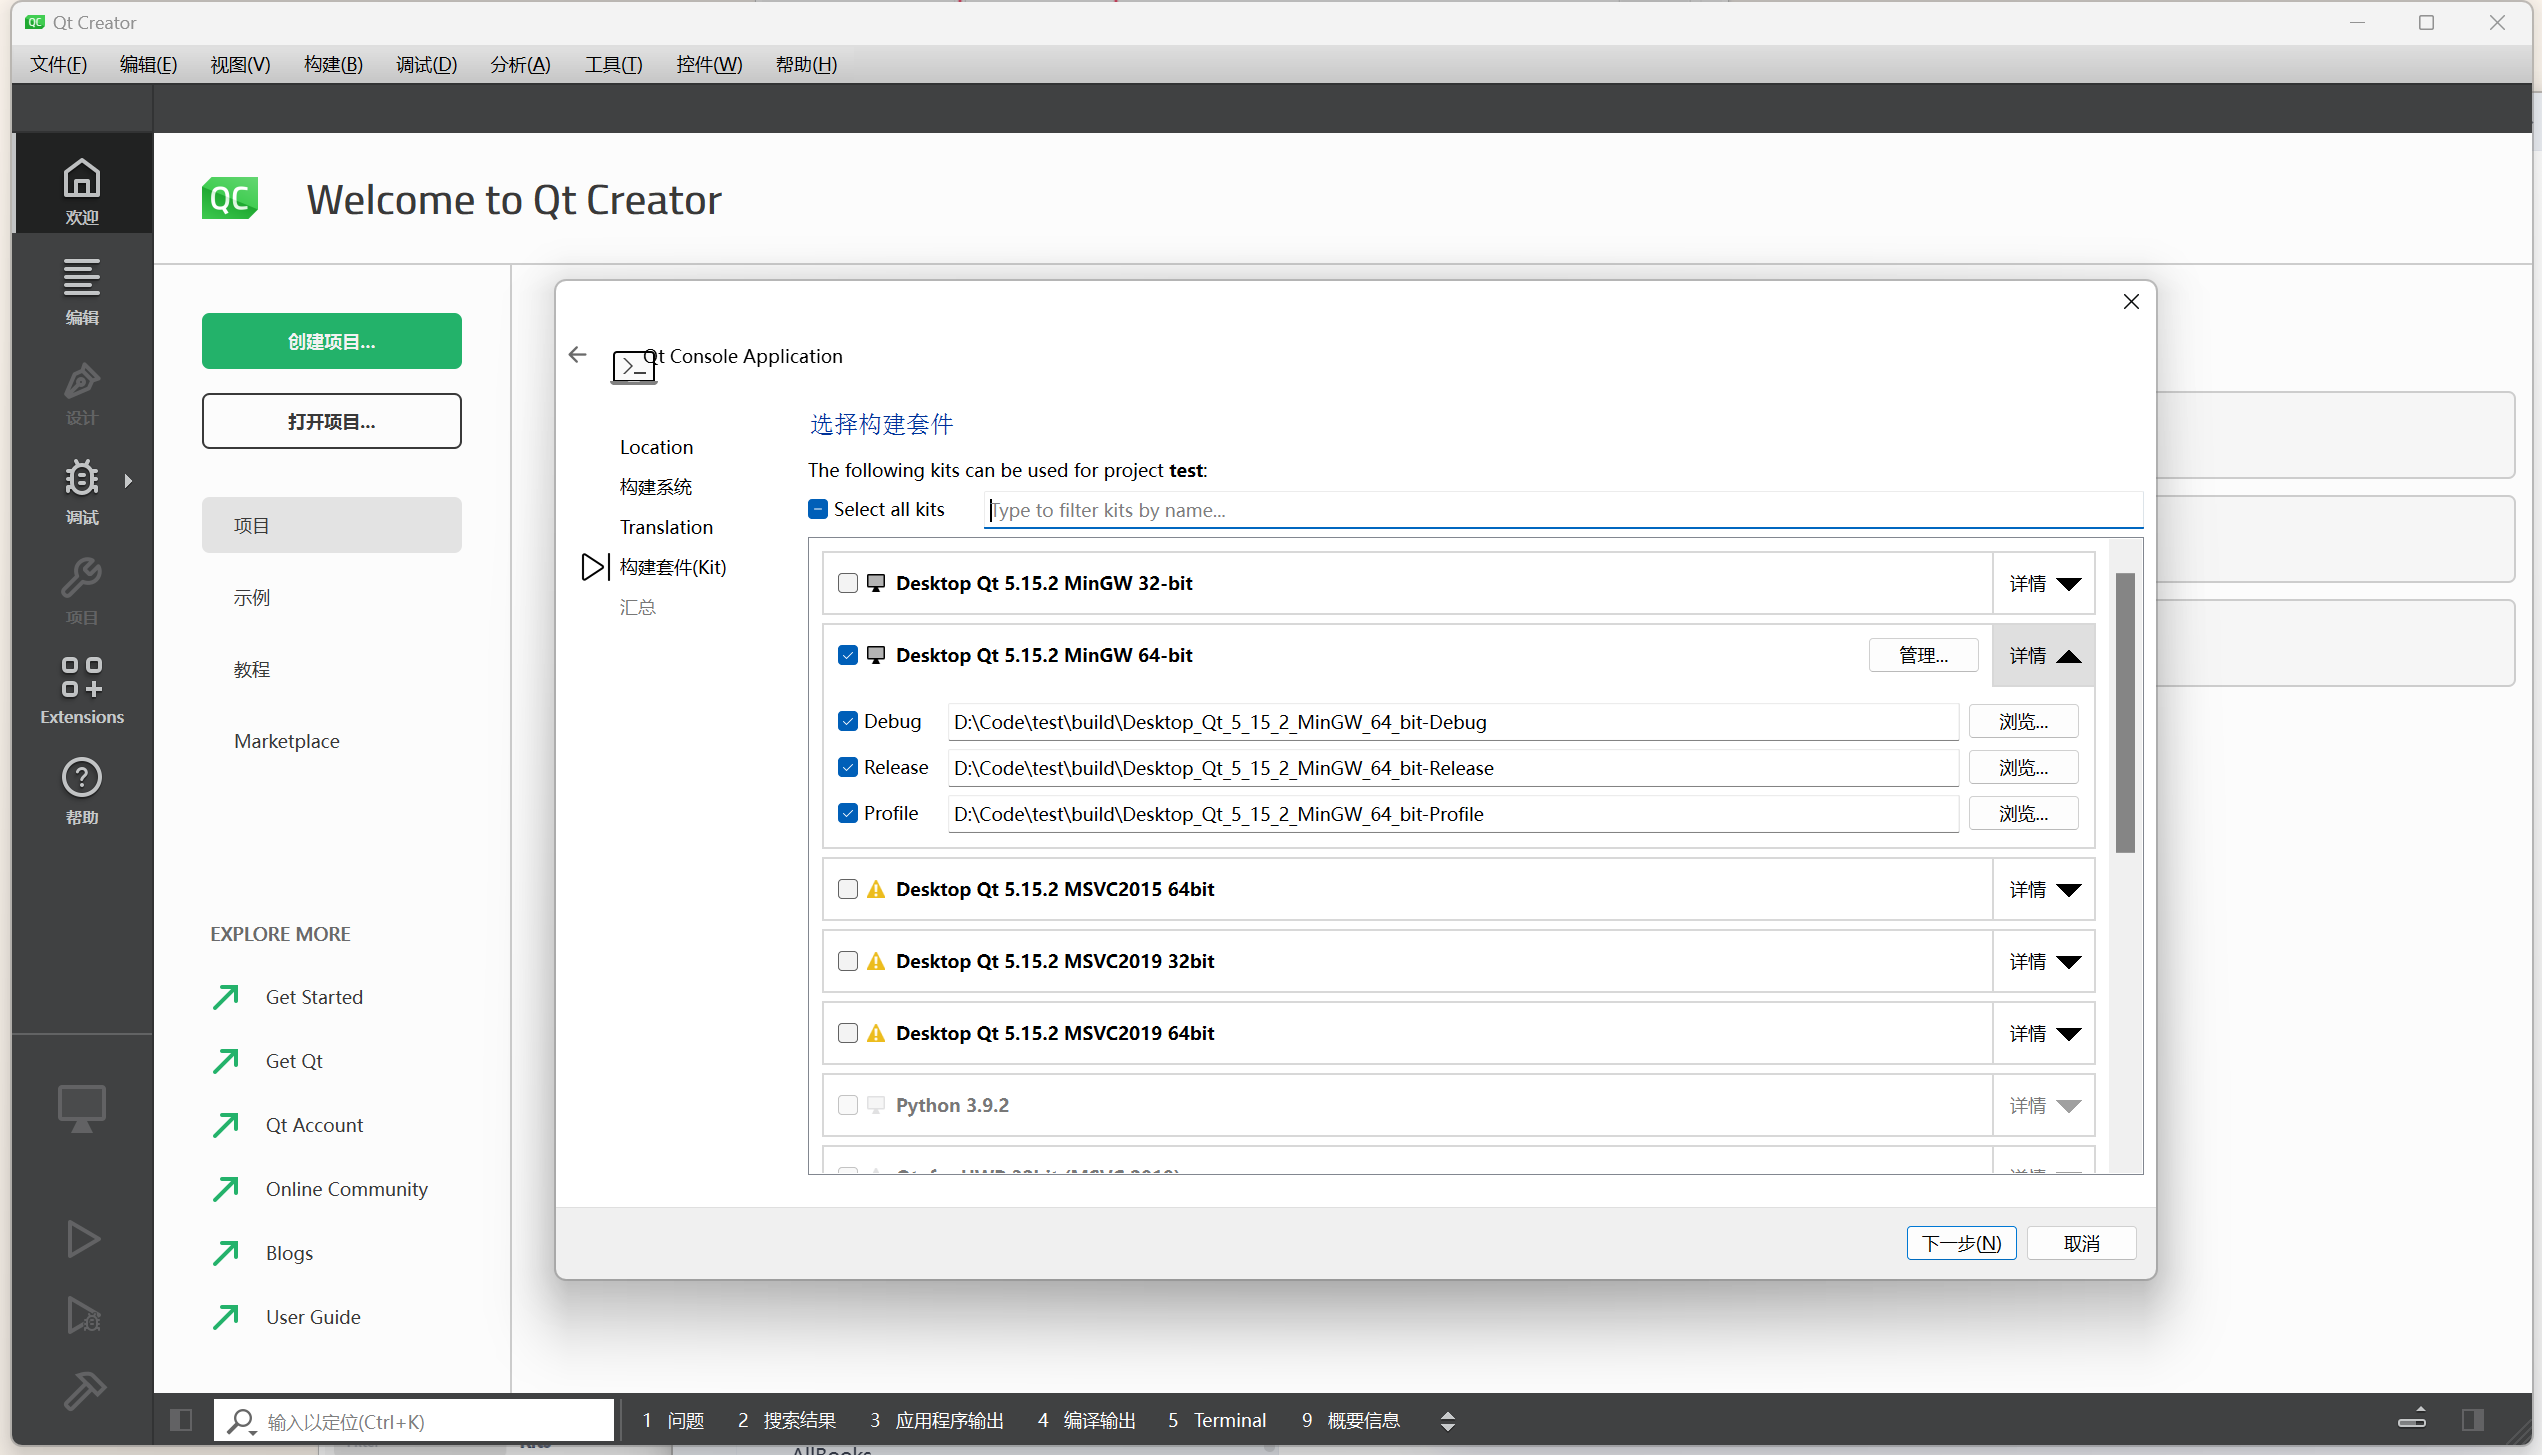 Qt Creator
文件(F) 编辑(E) 视图(V) 构建(B) 调试(D) 分析(A) 工具(T) 控件(W) 帮助(H)
欢迎
编辑
设计
调试
项目
Extensions
帮助
QC Welcome to Qt Creator
创建项目...
打开项目...
项目
示例
教程
Marketplace
EXPLORE MORE
Get Started
Get Qt
Qt Account
Online Community
Blogs
User Guide
Qt Console Application
Location
构建系统
Translation
构建套件(Kit)
汇总
选择构建套件
The following kits can be used for project test:
Select all kits Type to filter kits by name...
Desktop Qt 5.15.2 MinGW 32-bit 详情
Desktop Qt 5.15.2 MinGW 64-bit 管理... 详情
Debug D:\Code\test\build\Desktop_Qt_5_15_2_MinGW_64_bit-Debug 浏览...
Release D:\Code\test\build\Desktop_Qt_5_15_2_MinGW_64_bit-Release 浏览...
Profile D:\Code\test\build\Desktop_Qt_5_15_2_MinGW_64_bit-Profile 浏览...
Desktop Qt 5.15.2 MSVC2015 64bit 详情
Desktop Qt 5.15.2 MSVC2019 32bit 详情
Desktop Qt 5.15.2 MSVC2019 64bit 详情
Python 3.9.2 详情
下一步(N) 取消
输入以定位(Ctrl+K) 1 问题 2 搜索结果 3 应用程序输出 4 编译输出 5 Terminal 9 概要信息